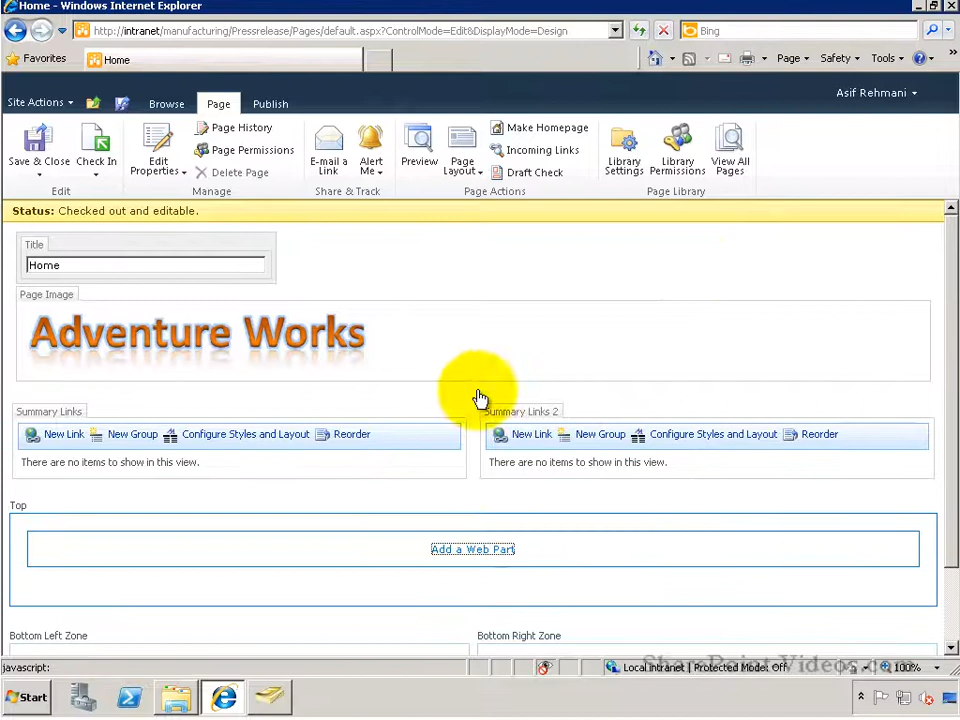 Home - Windows Internet Explorer
http://intranet/manufacturing/Pressrelease/Pages/default.aspx?ControlMode=Edit&DisplayMode=Design
Bing
Favorites
Home
Page
Safety
Tools
Site Actions
Browse
Page
Publish
Asif Rehmani
Save & Close
Check In
Edit Properties
Page History
Page Permissions
Delete Page
E-mail a Link
Alert Me
Preview
Page Layout
Make Homepage
Incoming Links
Draft Check
Library Settings
Library Permissions
View All Pages
Edit
Manage
Share & Track
Page Actions
Page Library
Status: Checked out and editable.
Title
Home
Page Image
Adventure Works
Summary Links
Summary Links 2
New Link
New Group
Configure Styles and Layout
Reorder
New Link
New Group
Configure Styles and Layout
Reorder
There are no items to show in this view.
There are no items to show in this view.
Top
Add a Web Part
Bottom Left Zone
Bottom Right Zone
javascript:
Local intranet | Protected Mode: Off
100%
SharePoint-Videos.com
Start